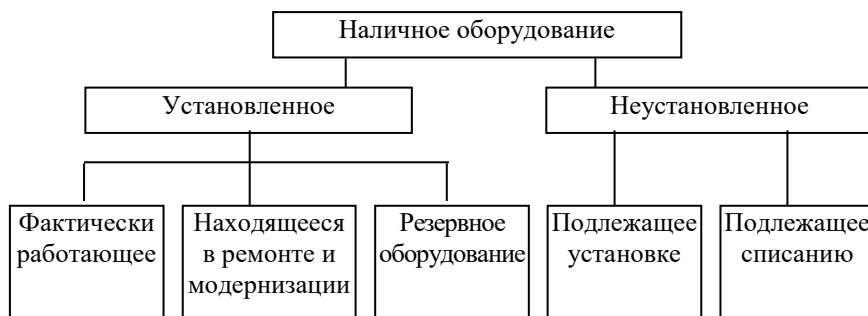 Наличное оборудование
Установленное
Неустановленное
Фактически
работающее
Находящееся
в ремонте и
модернизации
Резервное
оборудование
Подлежащее
установке
Подлежащее
списанию